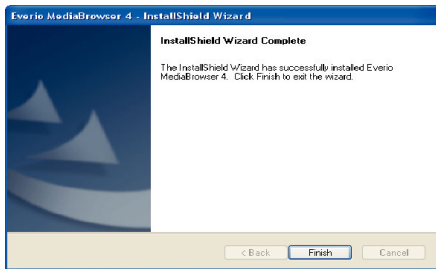 Everio MediaBrowser 4 - InstallShield Wizard
InstallShield Wizard Complete
The InstallShield Wizard has successfully installed Everio
MediaBrowser 4. Click Finish to exit the wizard.
< Back Finish Cancel